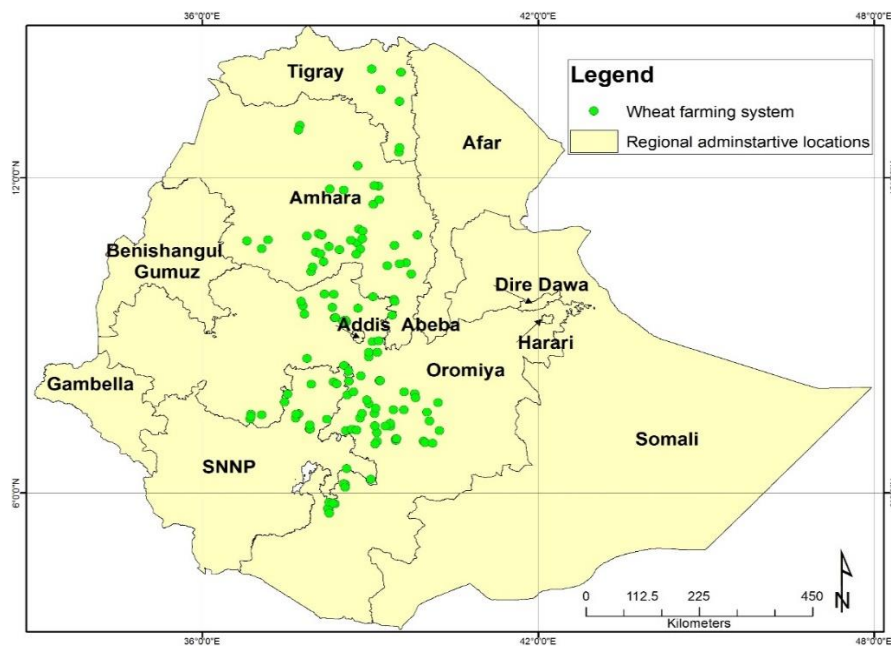 36°0'0"E
42°0'0"E
48°0'0"E
Tigray
Legend
Wheat farming system
Regional adminstartive locations
Afar
12°0'0"N
Amhara
Benishangul
Gumuz
Dire Dawa
Addis Abeba
Harari
Gambella
Oromiya
Somali
SNNP
6°0'0"N
N
0 112.5 225 450
Kilometers
36°0'0"E
42°0'0"E
48°0'0"E